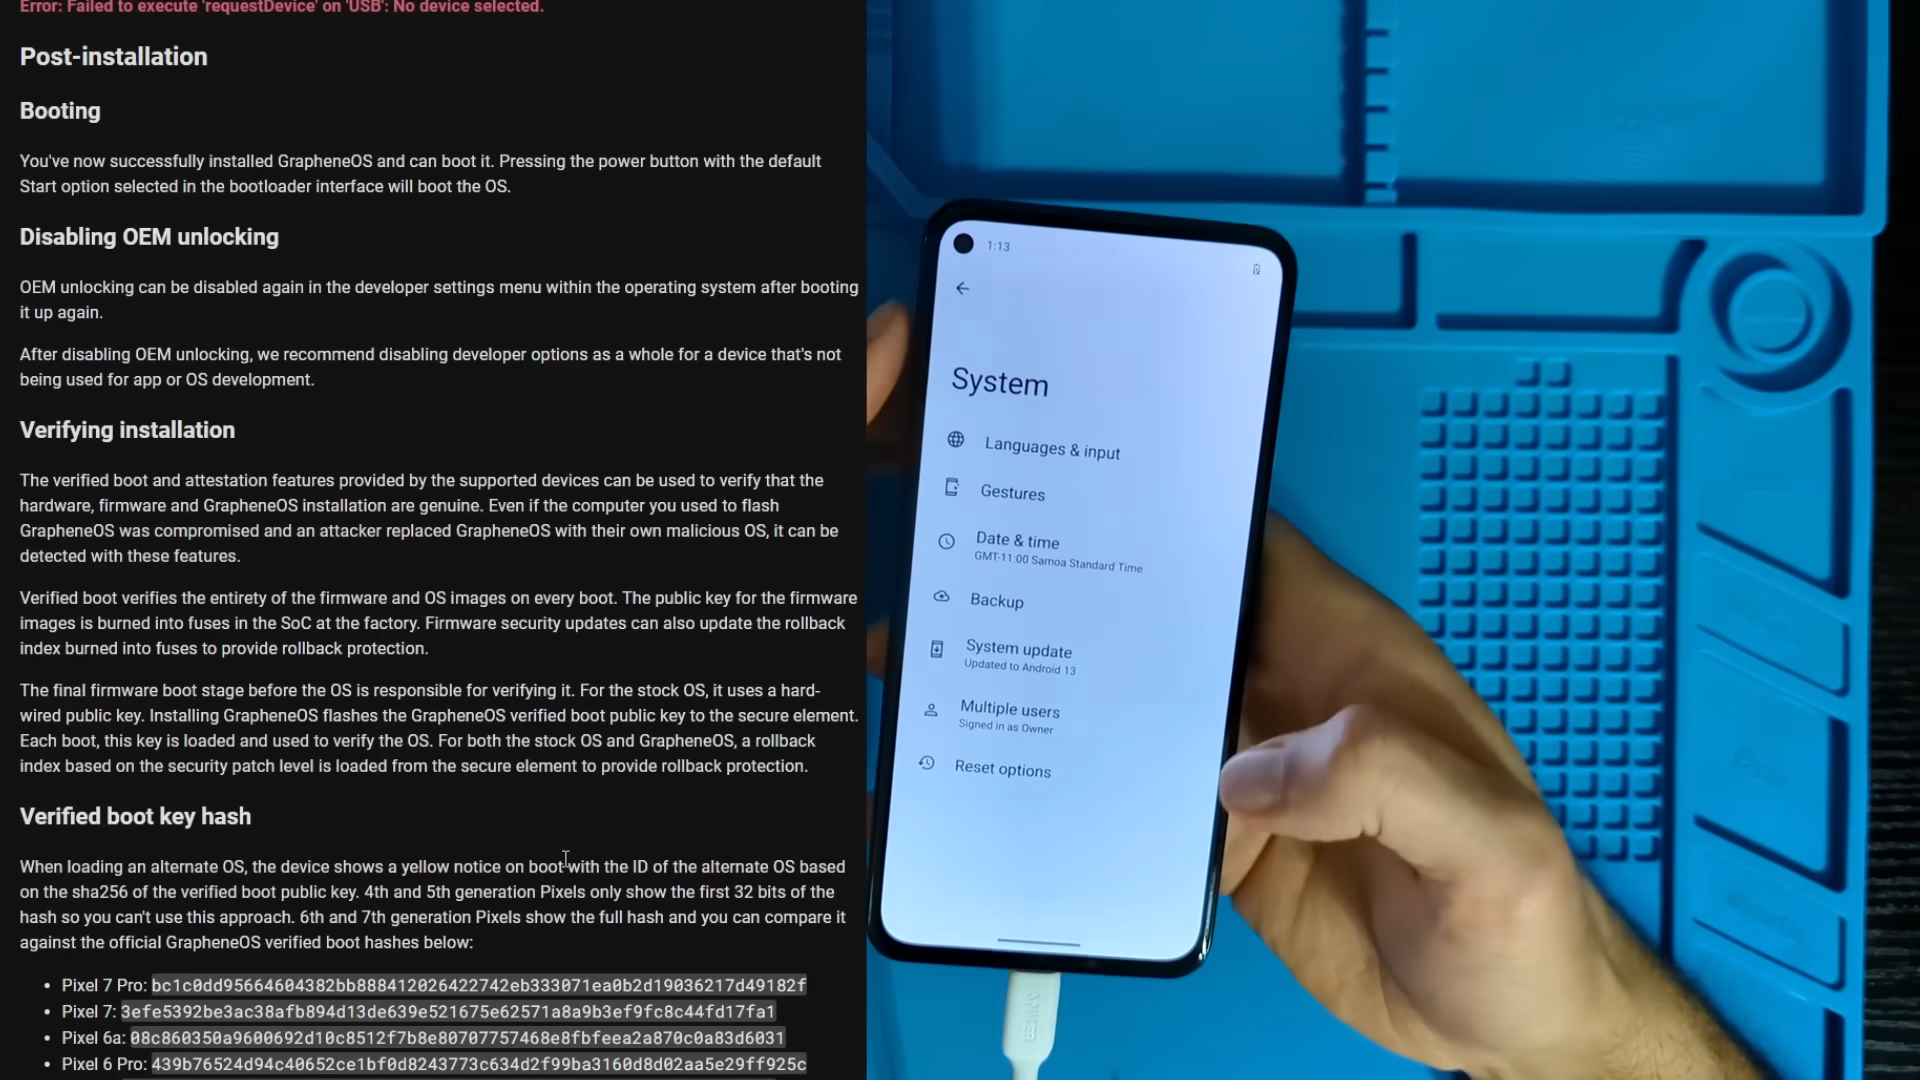 Error: Failed to execute 'requestDevice' on 'USB': No device selected.
Post-installation
Booting
You've now successfully installed GrapheneOS and can boot it. Pressing the power button with the default
Start option selected in the bootloader interface will boot the OS.
Disabling OEM unlocking
OEM unlocking can be disabled again in the developer settings menu within the operating system after booting
it up again.
After disabling OEM unlocking, we recommend disabling developer options as a whole for a device that's not
being used for app or OS development.
Verifying installation
The verified boot and attestation features provided by the supported devices can be used to verify that the
hardware, firmware and GrapheneOS installation are genuine. Even if the computer you used to flash
GrapheneOS was compromised and an attacker replaced GrapheneOS with their own malicious OS, it can be
detected with these features.
Verified boot verifies the entirety of the firmware and OS images on every boot. The public key for the firmware
images is burned into fuses in the SoC at the factory. Firmware security updates can also update the rollback
index burned into fuses to provide rollback protection.
The final firmware boot stage before the OS is responsible for verifying it. For the stock OS, it uses a hard-
wired public key. Installing GrapheneOS flashes the GrapheneOS verified boot public key to the secure element.
Each boot, this key is loaded and used to verify the OS. For both the stock OS and GrapheneOS, a rollback
index based on the security patch level is loaded from the secure element to provide rollback protection.
Verified boot key hash
When loading an alternate OS, the device shows a yellow notice on boot with the ID of the alternate OS based
on the sha256 of the verified boot public key. 4th and 5th generation Pixels only show the first 32 bits of the
hash so you can't use this approach. 6th and 7th generation Pixels show the full hash and you can compare it
against the official GrapheneOS verified boot hashes below:
• Pixel 7 Pro: bc1c0dd95664604382bb888412026422742eb333071ea0b2d19036217d49182f
• Pixel 7: 3efe5392be3ac38afb894d13de639e521675e62571a8a9b3ef9fc8c44fd17fa1
• Pixel 6a: 08c860350a9600692d10c8512f7b8e80707757468e8fbfeea2a870c0a83d6031
• Pixel 6 Pro: 439b76524d94c40652ce1bf0d8243773c634d2f99ba3160d8d02aa5e29ff925c
1:13
System
Languages & input
Gestures
Date & time
GMT-11:00 Samoa Standard Time
Backup
System update
Updated to Android 13
Multiple users
Signed in as Owner
Reset options